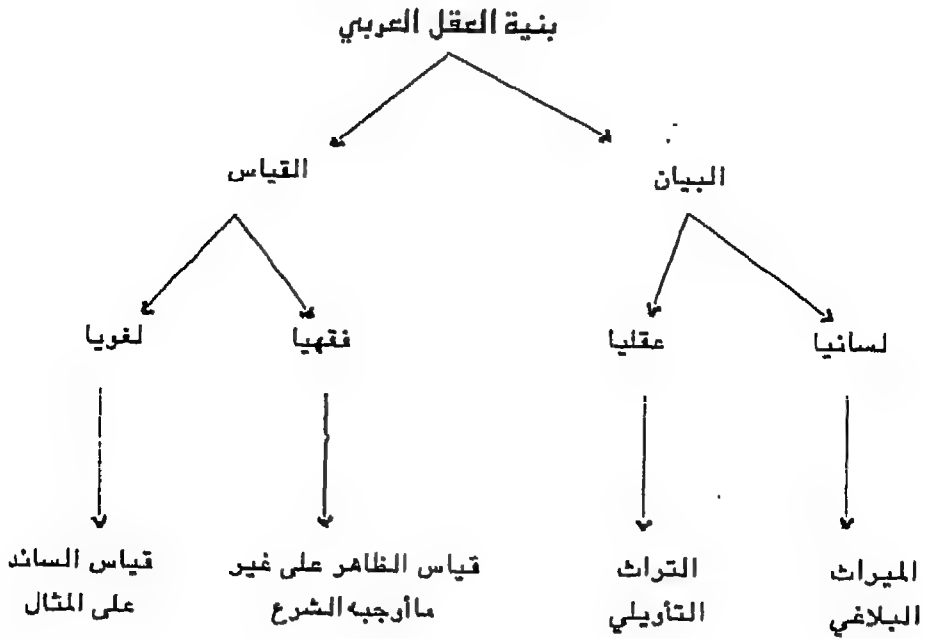 بنية العقل العربي
البيان
القياس
لسانيا
عقليا
فقهيا
لغويا
الميراث
البلاغي
التراث
التأويلي
قياس الظاهر على غير
ماأوجبه الشرع
قياس السائد
على المثال